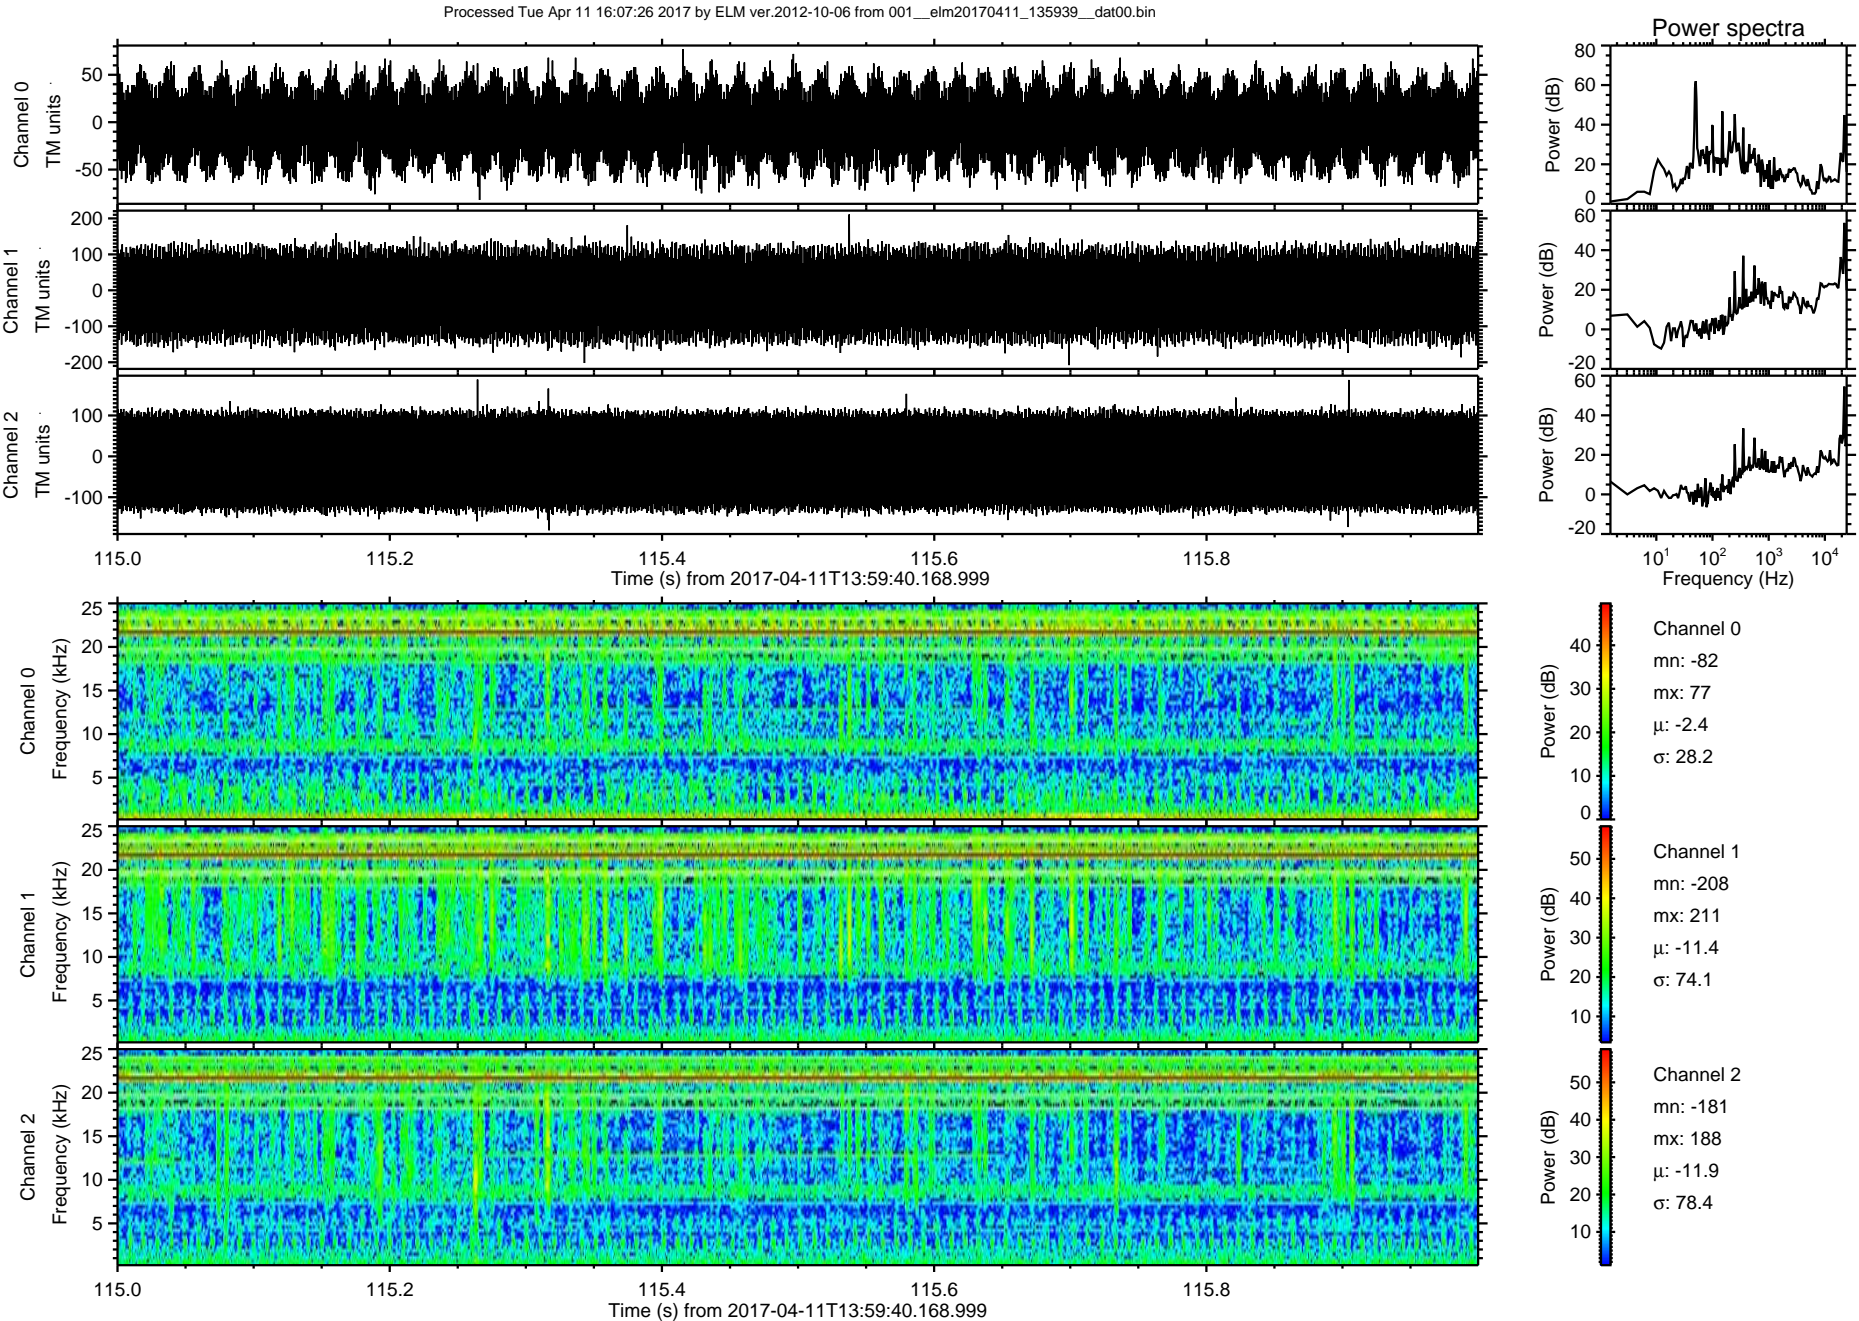 Processed Tue Apr 11 16:07:26 2017 by ELM ver.2012-10-06 from 001__elm20170411_135939__dat00.bin
Power spectra
Channel 0
TM units
50
0
-50
Power (dB)
80
60
40
20
0
Channel 1
TM units
200
100
0
-100
-200
Power (dB)
60
40
20
0
-20
Channel 2
TM units
100
0
-100
Power (dB)
60
40
20
0
-20
115.0 115.2 115.4 115.6 115.8
Time (s) from 2017-04-11T13:59:40.168.999
10^1 10^2 10^3 10^4
Frequency (Hz)
Channel 0
Frequency (kHz)
25
20
15
10
5
Power (dB)
40
30
20
10
0
Channel 0
mn: -82
mx: 77
μ: -2.4
σ: 28.2
Channel 1
Frequency (kHz)
25
20
15
10
5
Power (dB)
50
40
30
20
10
Channel 1
mn: -208
mx: 211
μ: -11.4
σ: 74.1
Channel 2
Frequency (kHz)
25
20
15
10
5
Power (dB)
50
40
30
20
10
Channel 2
mn: -181
mx: 188
μ: -11.9
σ: 78.4
115.0 115.2 115.4 115.6 115.8
Time (s) from 2017-04-11T13:59:40.168.999